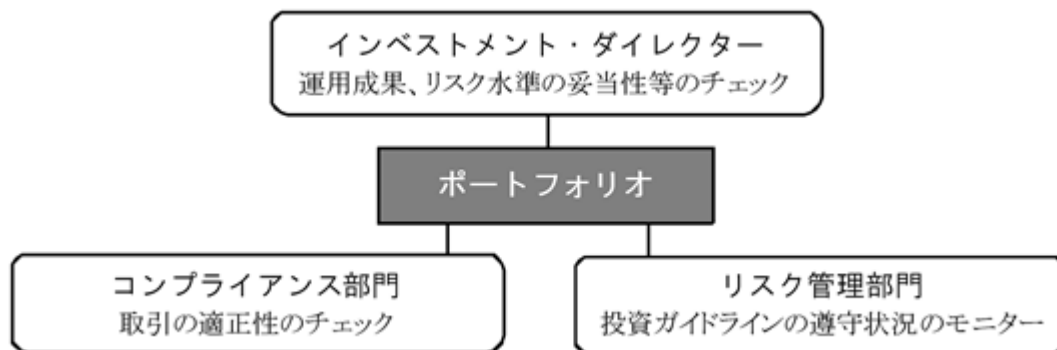 インベストメント・ダイレクター
運用成果、リスク水準の妥当性等のチェック
ポートフォリオ
コンプライアンス部門
取引の適正性のチェック
リスク管理部門
投資ガイドラインの遵守状況のモニター